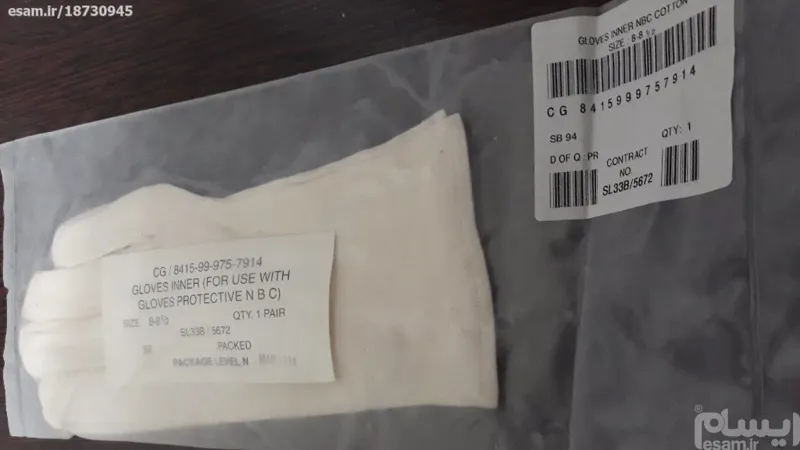 esam.ir/18730945
GLOVES INNER NBC COTTON
SIZE : 8-8 ½
CG 8415999757914
SB 94
D OF Q : PR
QTY: 1
CONTRACT
NO.
SL33B/5672
CG / 8415-99-975-7914
GLOVES INNER (FOR USE WITH
GLOVES PROTECTIVE N B C)
SIZE 8-8½ QTY. 1 PAIR
SL33B / 5672
PACKED
PACKAGE LEVEL N
ایسام
esam.ir